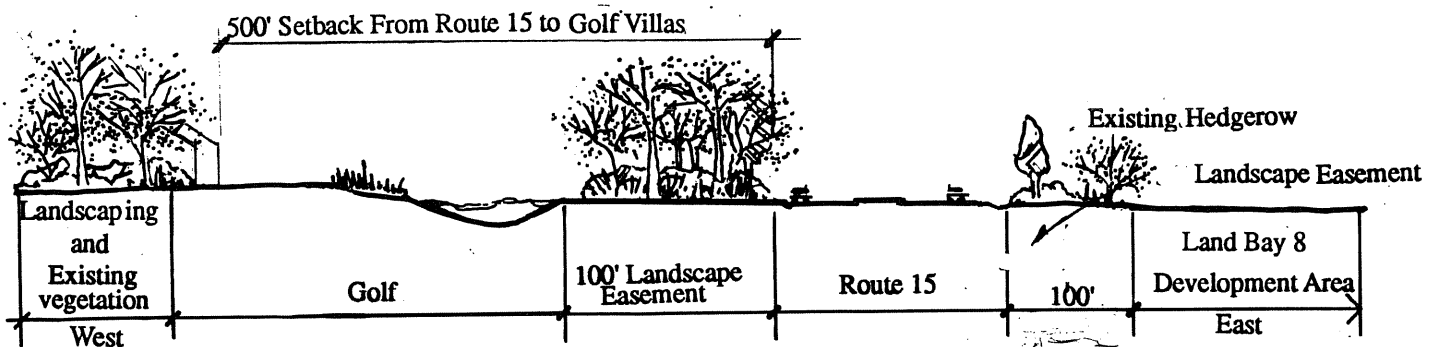 500' Setback From Route 15 to Golf Villas
Existing Hedgerow
Landscape Easement
Landscaping
and
Existing
vegetation
Golf
100' Landscape
Easement
Route 15
100'
Land Bay 8
Development Area
West
East